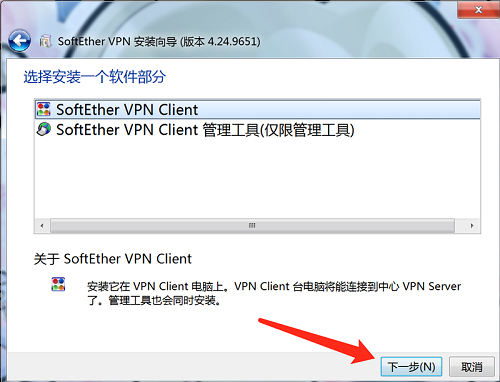 SoftEther VPN 安装向导 (版本 4.24.9651)
选择安装一个软件部分
SoftEther VPN Client
SoftEther VPN Client 管理工具(仅限管理工具)
关于 SoftEther VPN Client
安装它在 VPN Client 电脑上。VPN Client 台电脑将能连接到中心 VPN Server
了。管理工具也会同时安装。
下一步(N) 取消